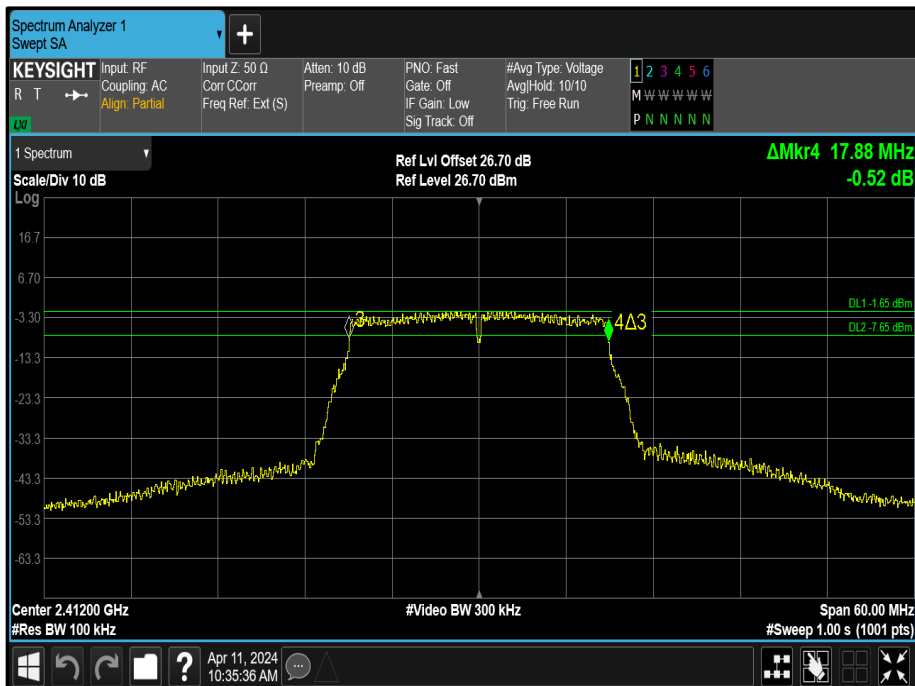 Spectrum Analyzer 1
Swept SA
+
KEYSIGHT
R T
LXI
Input: RF
Coupling: AC
Align: Partial
Input Z: 50 Ω
Corr CCorr
Freq Ref: Ext (S)
Atten: 10 dB
Preamp: Off
PNO: Fast
Gate: Off
IF Gain: Low
Sig Track: Off
#Avg Type: Voltage
Avg|Hold: 10/10
Trig: Free Run
1 2 3 4 5 6
M W W W W W
P N N N N N
1 Spectrum
Scale/Div 10 dB
Ref Lvl Offset 26.70 dB
Ref Level 26.70 dBm
ΔMkr4 17.88 MHz
-0.52 dB
Log
16.7
6.70
DL1 -1.65 dBm
-3.30
3
4Δ3
DL2 -7.65 dBm
-13.3
-23.3
-33.3
-43.3
-53.3
-63.3
Center 2.41200 GHz
#Video BW 300 kHz
Span 60.00 MHz
#Res BW 100 kHz
#Sweep 1.00 s (1001 pts)
?
Apr 11, 2024
10:35:36 AM